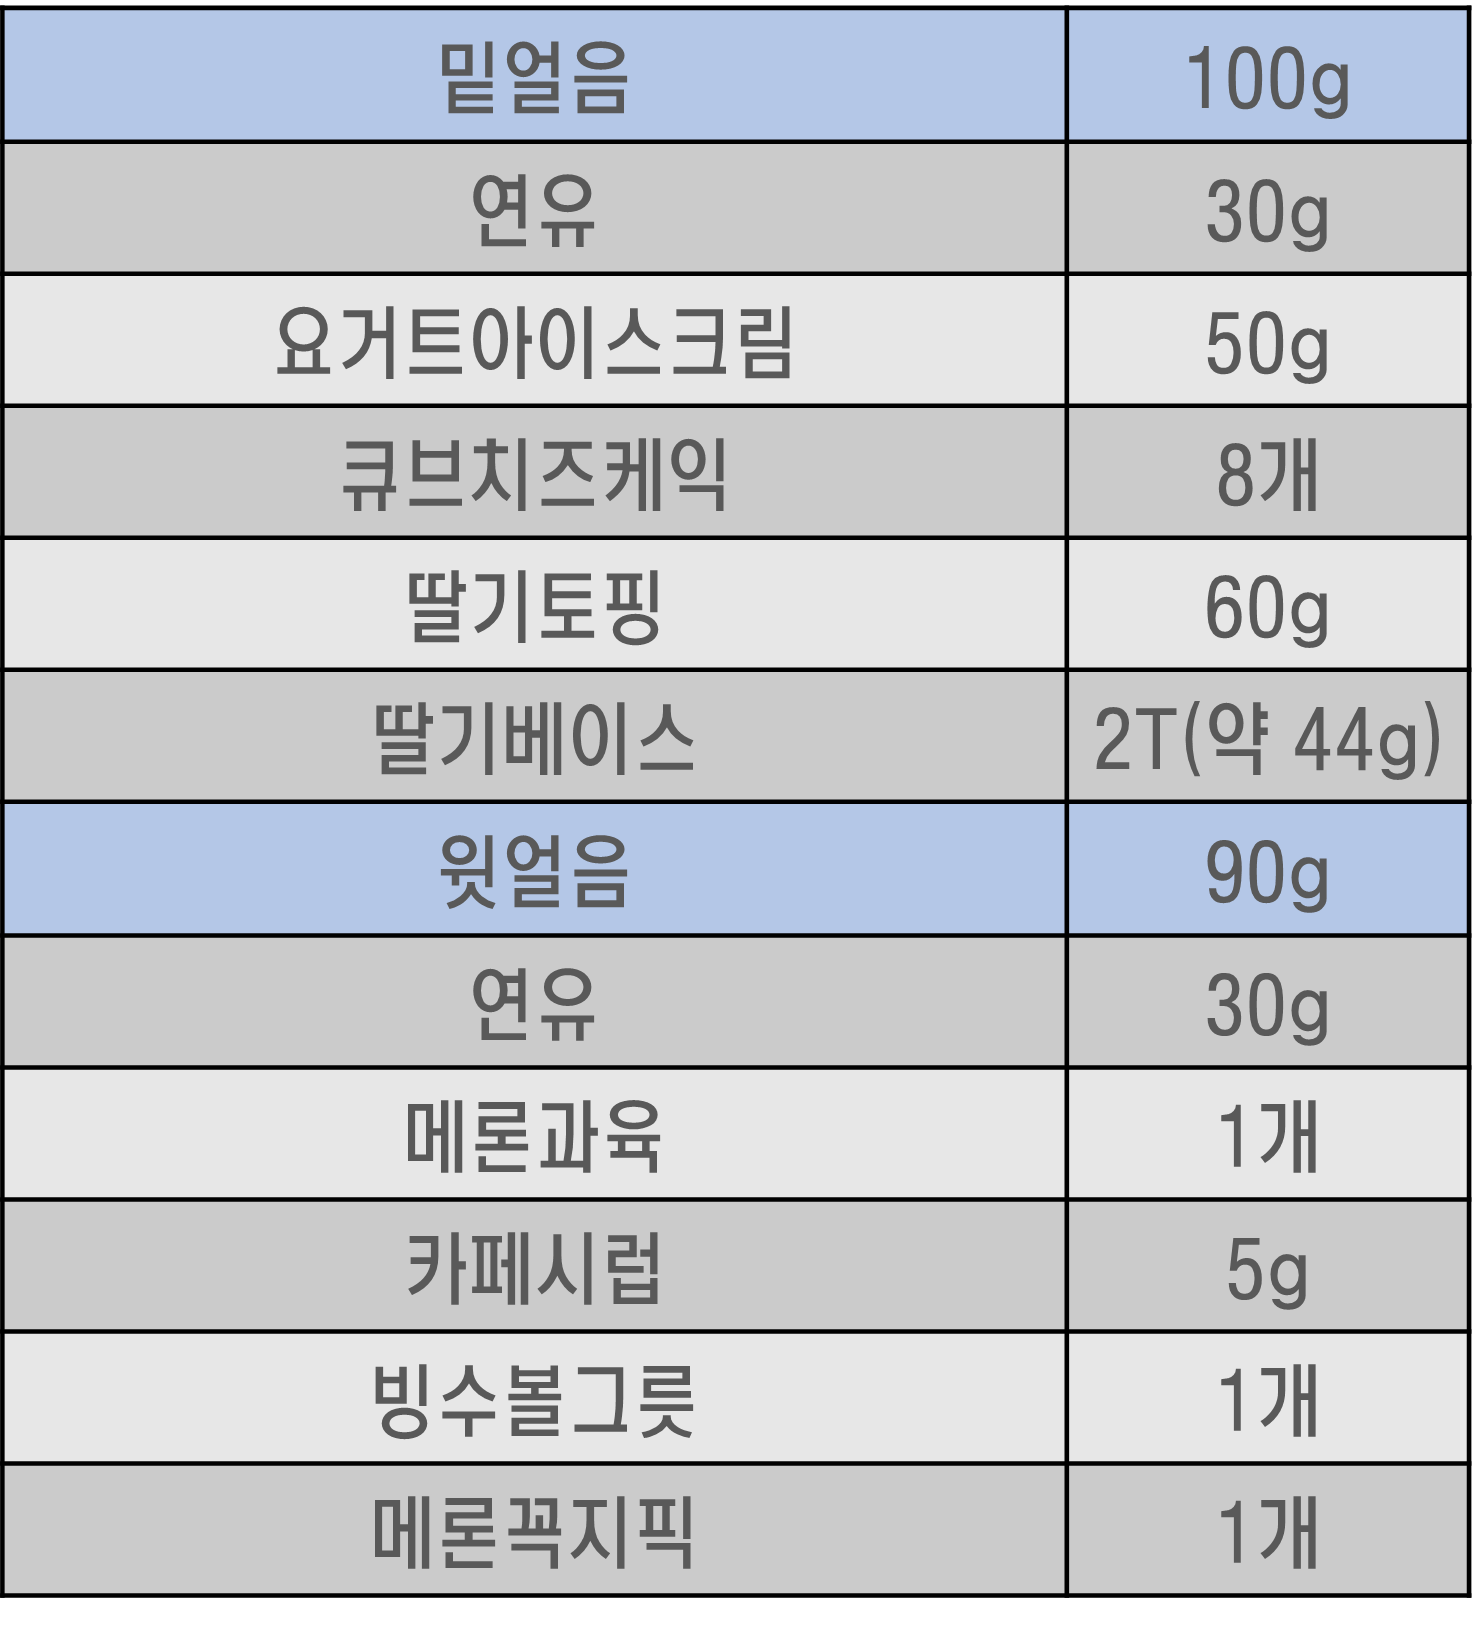 밑얼음 100g
연유 30g
요거트아이스크림 50g
큐브치즈케익 8개
딸기토핑 60g
딸기베이스 2T(약 44g)
윗얼음 90g
연유 30g
메론과육 1개
카페시럽 5g
빙수볼그릇 1개
메론꼭지픽 1개